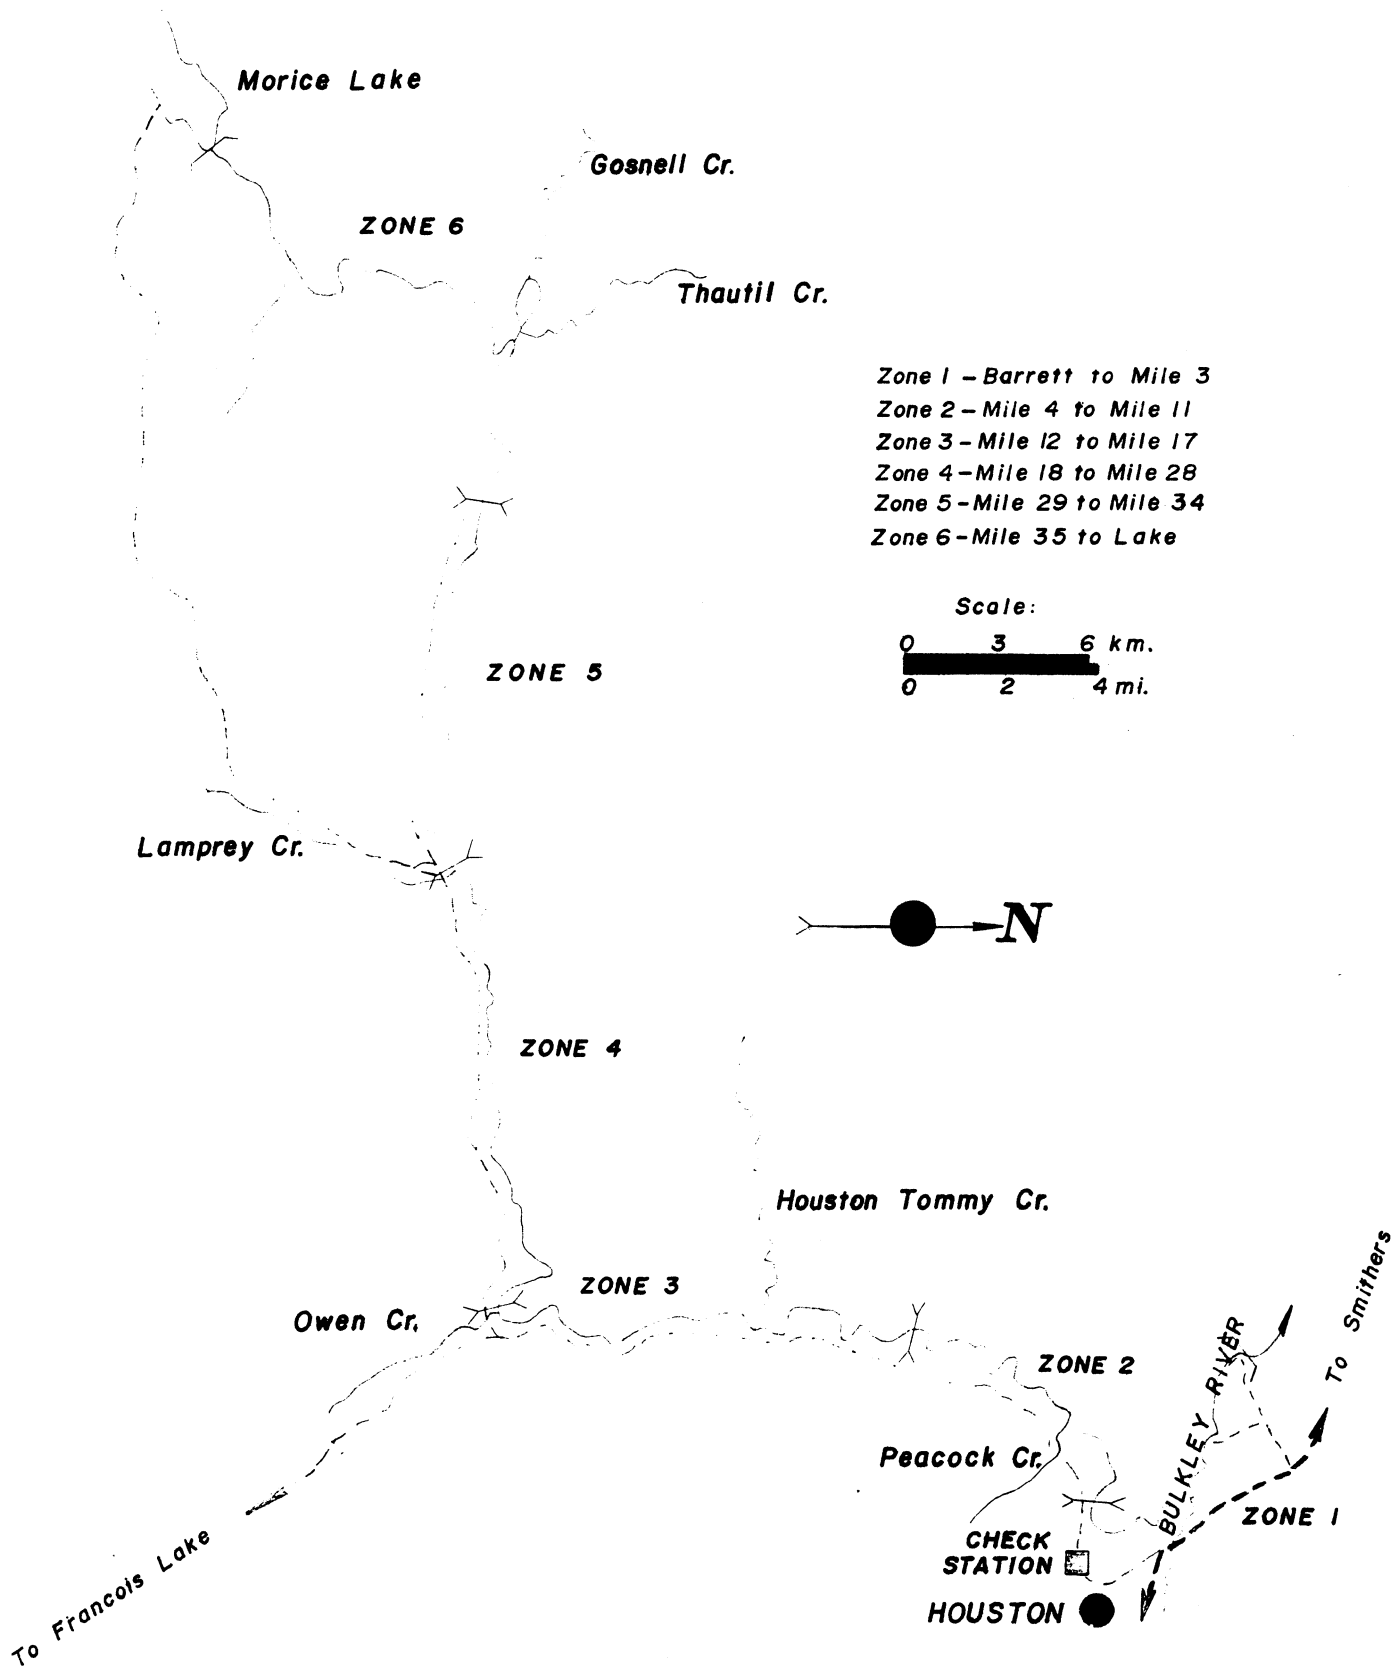 Morice Lake
Gosnell Cr.
ZONE 6
Thautil Cr.
Zone 1 – Barrett to Mile 3
Zone 2 – Mile 4 to Mile 11
Zone 3 – Mile 12 to Mile 17
Zone 4 – Mile 18 to Mile 28
Zone 5 – Mile 29 to Mile 34
Zone 6 – Mile 35 to Lake
Scale:
0 3 6 km.
0 2 4 mi.
ZONE 5
Lamprey Cr.
N
ZONE 4
Houston Tommy Cr.
ZONE 3
Owen Cr.
To Smithers
BULKLEY RIVER
ZONE 2
Peacock Cr.
ZONE 1
CHECK
STATION
HOUSTON
To Francois Lake